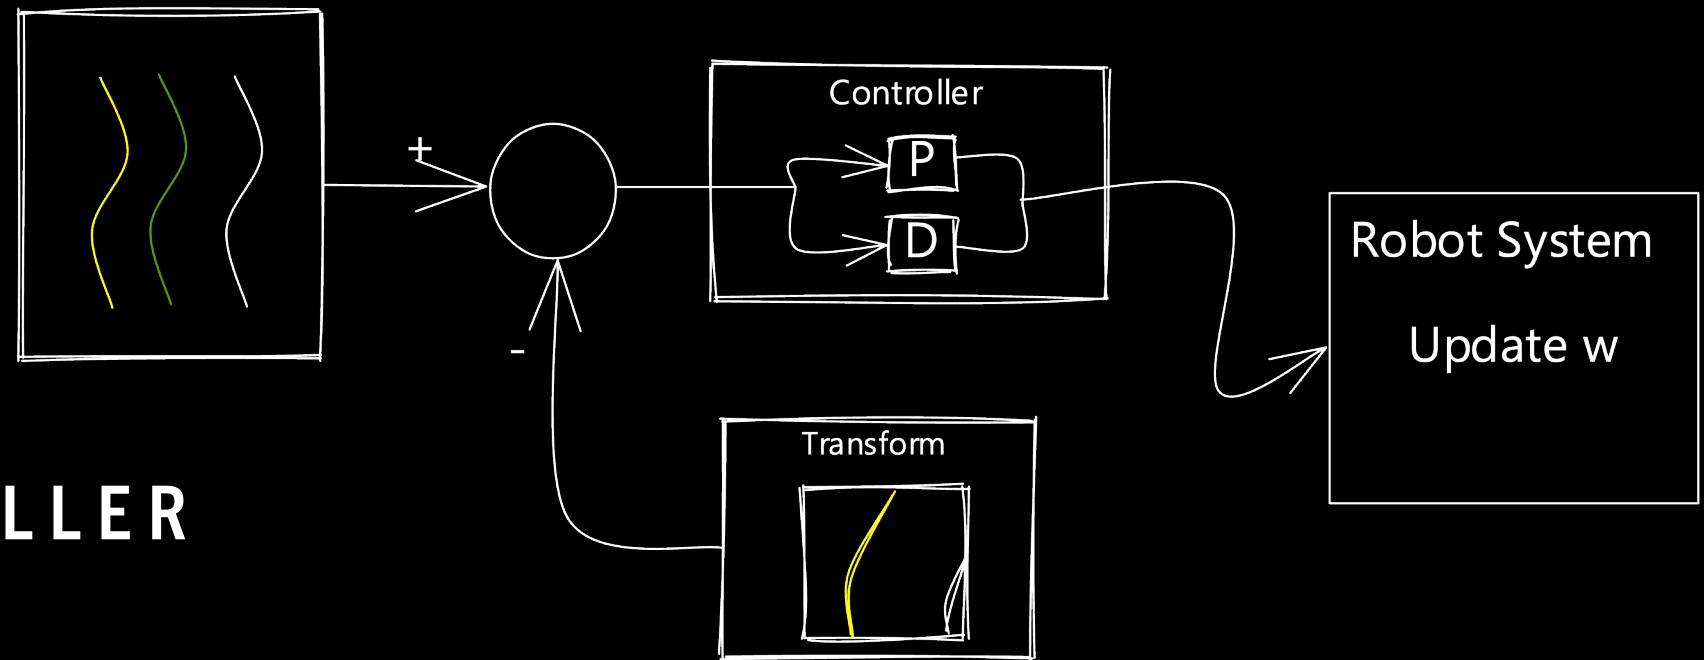 +
Controller
P
D
Robot System
Update w
-
Transform
LLER